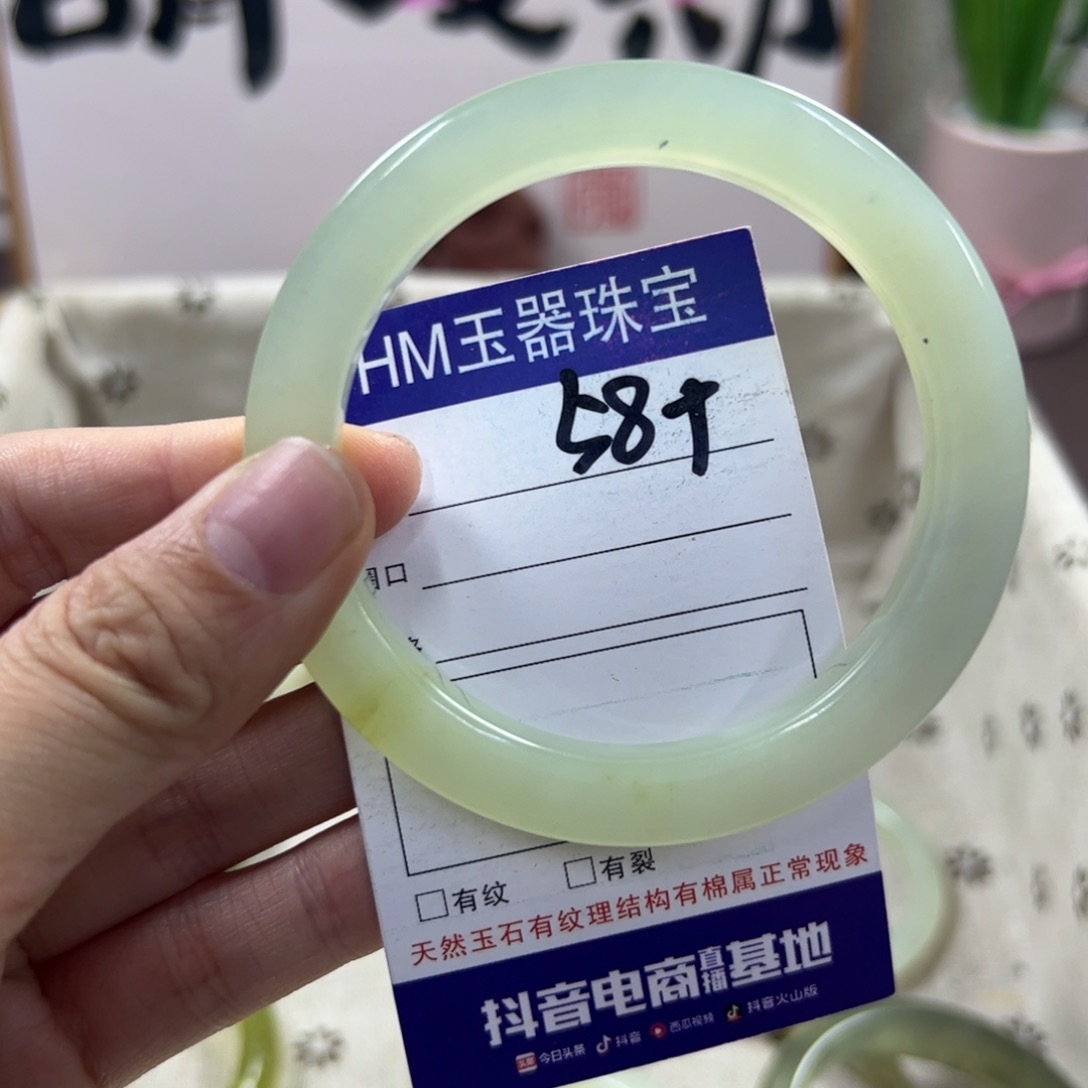 HM玉器珠宝
58+
圈口
有纹
有裂
天然玉石有纹理结构有棉属正常现象
抖音电商直播基地
头条 今日头条 抖音 西瓜视频 抖音火山版